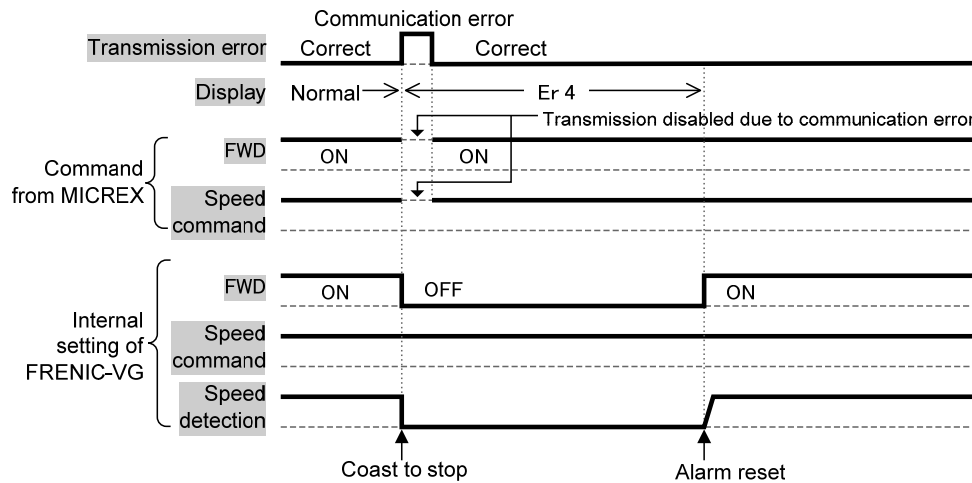 Communication error
Transmission error
Correct
Correct
Display
Normal
Er 4
Transmission disabled due to communication error
Command
from MICREX
FWD
ON
ON
Speed
command
Internal
setting of
FRENIC-VG
FWD
ON
OFF
ON
Speed
command
Speed
detection
Coast to stop
Alarm reset